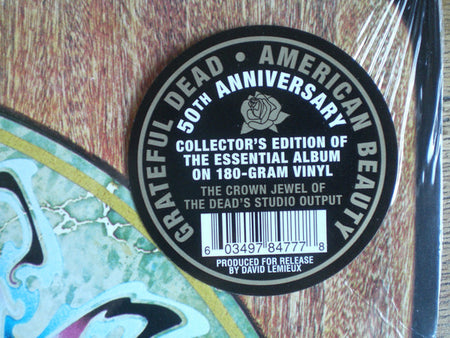 GRATEFUL DEAD • AMERICAN BEAUTY
50TH ANNIVERSARY
COLLECTOR'S EDITION OF
THE ESSENTIAL ALBUM
ON 180-GRAM VINYL
THE CROWN JEWEL OF
THE DEAD'S STUDIO OUTPUT
6 03497 84777 8
PRODUCED FOR RELEASE
BY DAVID LEMIEUX